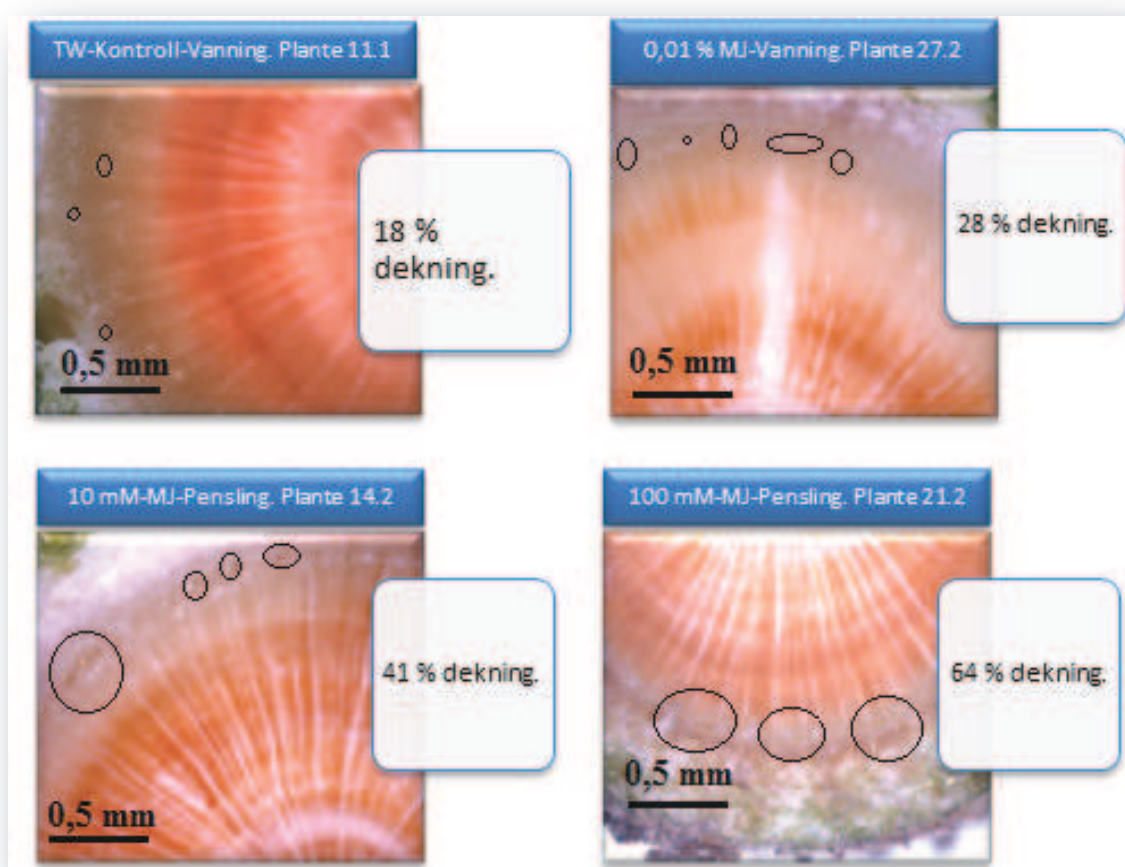 TW-Kontroll-Vanning. Plante 11.1
18 %
dekning.
0,5 mm
0,01 % MJ-Vanning. Plante 27.2
28 % dekning.
0,5 mm
10 mM-MJ-Pensling. Plante 14.2
41 % dekning.
0,5 mm
100 mM-MJ-Pensling. Plante 21.2
64 % dekning.
0,5 mm